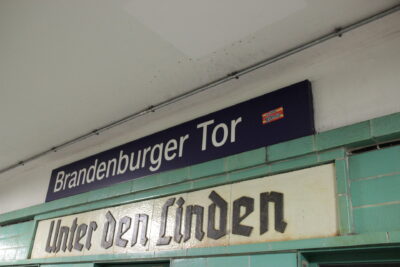 Brandenburger Tor
Unter den Linden